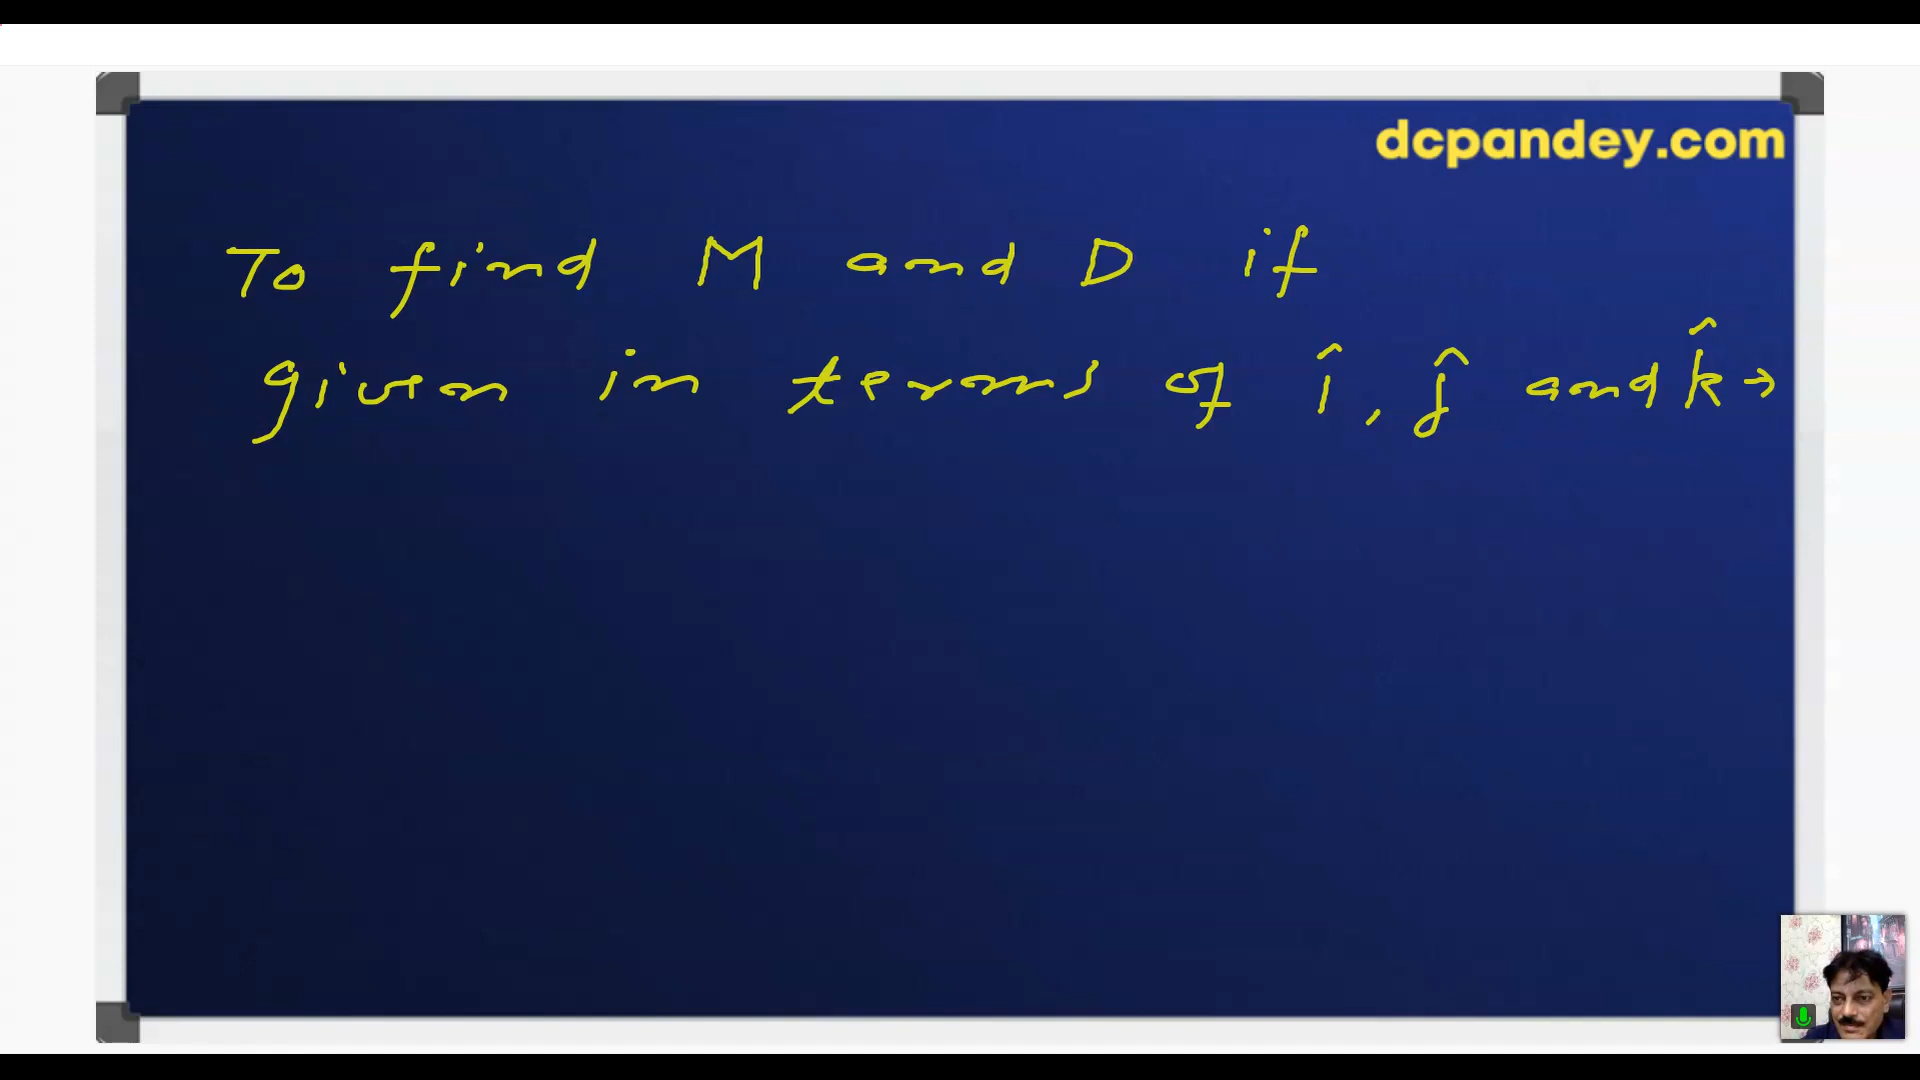 dcpandey.com
To find M and D if
given in terms of î, ĵ and k̂ →